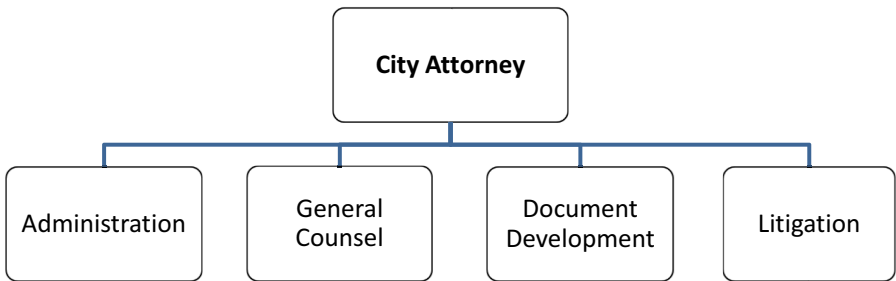 City Attorney
Administration
General
Counsel
Document
Development
Litigation